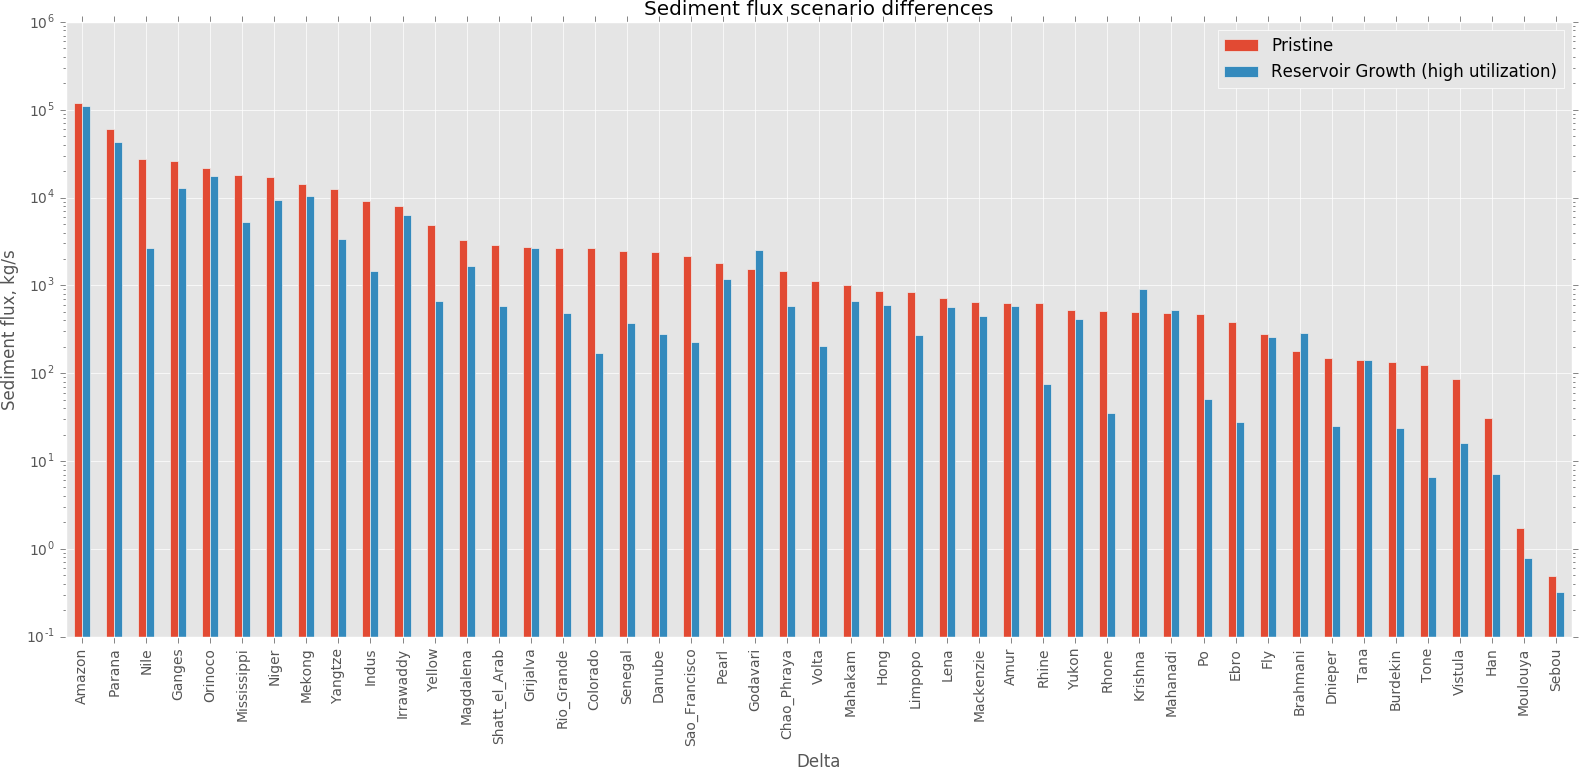 Sediment flux scenario differences
Pristine
Reservoir Growth (high utilization)
Sediment flux, kg/s
10^6
10^5
10^4
10^3
10^2
10^1
10^0
10^-1
Amazon
Parana
Nile
Ganges
Orinoco
Mississippi
Niger
Mekong
Yangtze
Indus
Irrawaddy
Yellow
Magdalena
Shatt_el_Arab
Grijalva
Rio_Grande
Colorado
Senegal
Danube
Sao_Francisco
Pearl
Godavari
Chao_Phraya
Volta
Mahakam
Hong
Limpopo
Lena
Mackenzie
Amur
Rhine
Yukon
Rhone
Krishna
Mahanadi
Po
Ebro
Fly
Brahmani
Dnieper
Tana
Burdekin
Tone
Vistula
Han
Moulouya
Sebou
Delta